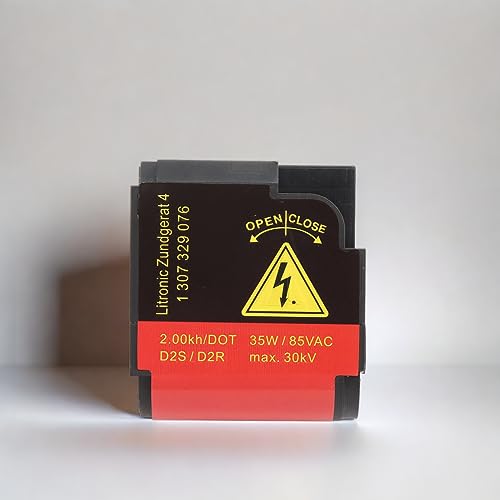 OPEN CLOSE
Litronic Zundgerat 4
1 307 329 076
2.00kh/DOT 35W / 85VAC
D2S / D2R max. 30kV